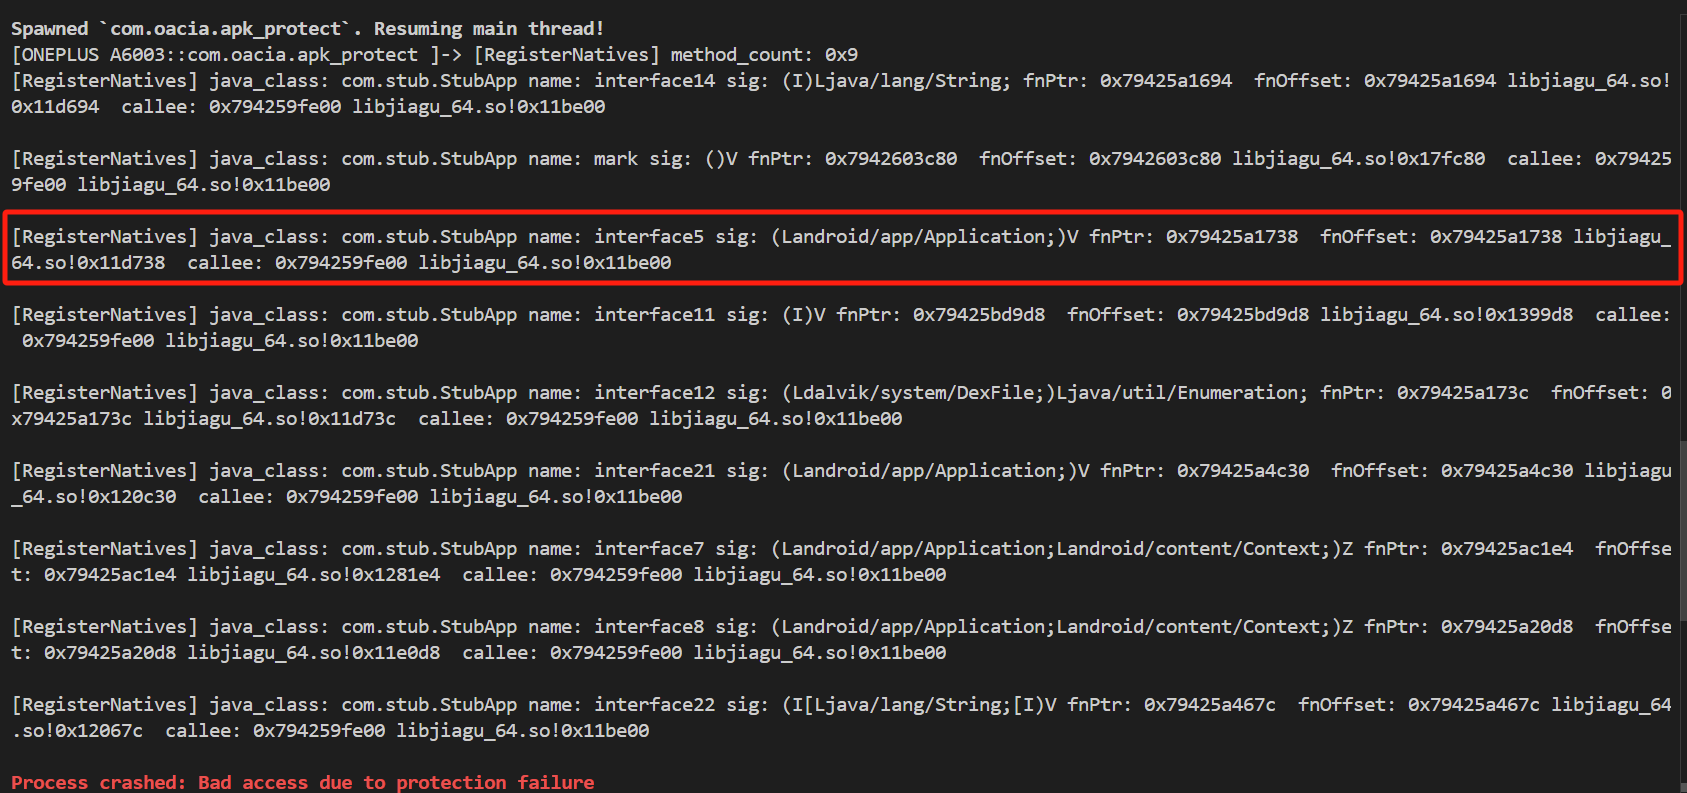 Spawned `com.oacia.apk_protect`. Resuming main thread!
[ONEPLUS A6003::com.oacia.apk_protect ]-> [RegisterNatives] method_count: 0x9
[RegisterNatives] java_class: com.stub.StubApp name: interface14 sig: (I)Ljava/lang/String; fnPtr: 0x79425a1694  fnOffset: 0x79425a1694 libjiagu_64.so!
0x11d694  callee: 0x794259fe00 libjiagu_64.so!0x11be00
[RegisterNatives] java_class: com.stub.StubApp name: mark sig: ()V fnPtr: 0x7942603c80  fnOffset: 0x7942603c80 libjiagu_64.so!0x17fc80  callee: 0x79425
9fe00 libjiagu_64.so!0x11be00
[RegisterNatives] java_class: com.stub.StubApp name: interface5 sig: (Landroid/app/Application;)V fnPtr: 0x79425a1738  fnOffset: 0x79425a1738 libjiagu_
64.so!0x11d738  callee: 0x794259fe00 libjiagu_64.so!0x11be00
[RegisterNatives] java_class: com.stub.StubApp name: interface11 sig: (I)V fnPtr: 0x79425bd9d8  fnOffset: 0x79425bd9d8 libjiagu_64.so!0x1399d8  callee:
0x794259fe00 libjiagu_64.so!0x11be00
[RegisterNatives] java_class: com.stub.StubApp name: interface12 sig: (Ldalvik/system/DexFile;)Ljava/util/Enumeration; fnPtr: 0x79425a173c  fnOffset: 0
x79425a173c libjiagu_64.so!0x11d73c  callee: 0x794259fe00 libjiagu_64.so!0x11be00
[RegisterNatives] java_class: com.stub.StubApp name: interface21 sig: (Landroid/app/Application;)V fnPtr: 0x79425a4c30  fnOffset: 0x79425a4c30 libjiagu
_64.so!0x120c30  callee: 0x794259fe00 libjiagu_64.so!0x11be00
[RegisterNatives] java_class: com.stub.StubApp name: interface7 sig: (Landroid/app/Application;Landroid/content/Context;)Z fnPtr: 0x79425ac1e4  fnOffse
t: 0x79425ac1e4 libjiagu_64.so!0x1281e4  callee: 0x794259fe00 libjiagu_64.so!0x11be00
[RegisterNatives] java_class: com.stub.StubApp name: interface8 sig: (Landroid/app/Application;Landroid/content/Context;)Z fnPtr: 0x79425a20d8  fnOffse
t: 0x79425a20d8 libjiagu_64.so!0x11e0d8  callee: 0x794259fe00 libjiagu_64.so!0x11be00
[RegisterNatives] java_class: com.stub.StubApp name: interface22 sig: (I[Ljava/lang/String;[I)V fnPtr: 0x79425a467c  fnOffset: 0x79425a467c libjiagu_64
.so!0x12067c  callee: 0x794259fe00 libjiagu_64.so!0x11be00
Process crashed: Bad access due to protection failure